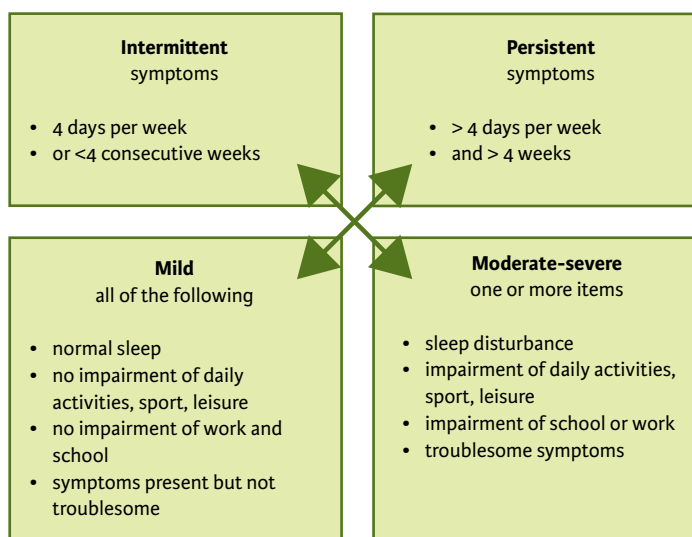 Intermittent
symptoms
• 4 days per week
• or <4 consecutive weeks
Persistent
symptoms
• > 4 days per week
• and > 4 weeks
Mild
all of the following
• normal sleep
• no impairment of daily
activities, sport, leisure
• no impairment of work and
school
• symptoms present but not
troublesome
Moderate-severe
one or more items
• sleep disturbance
• impairment of daily activities,
sport, leisure
• impairment of school or work
• troublesome symptoms